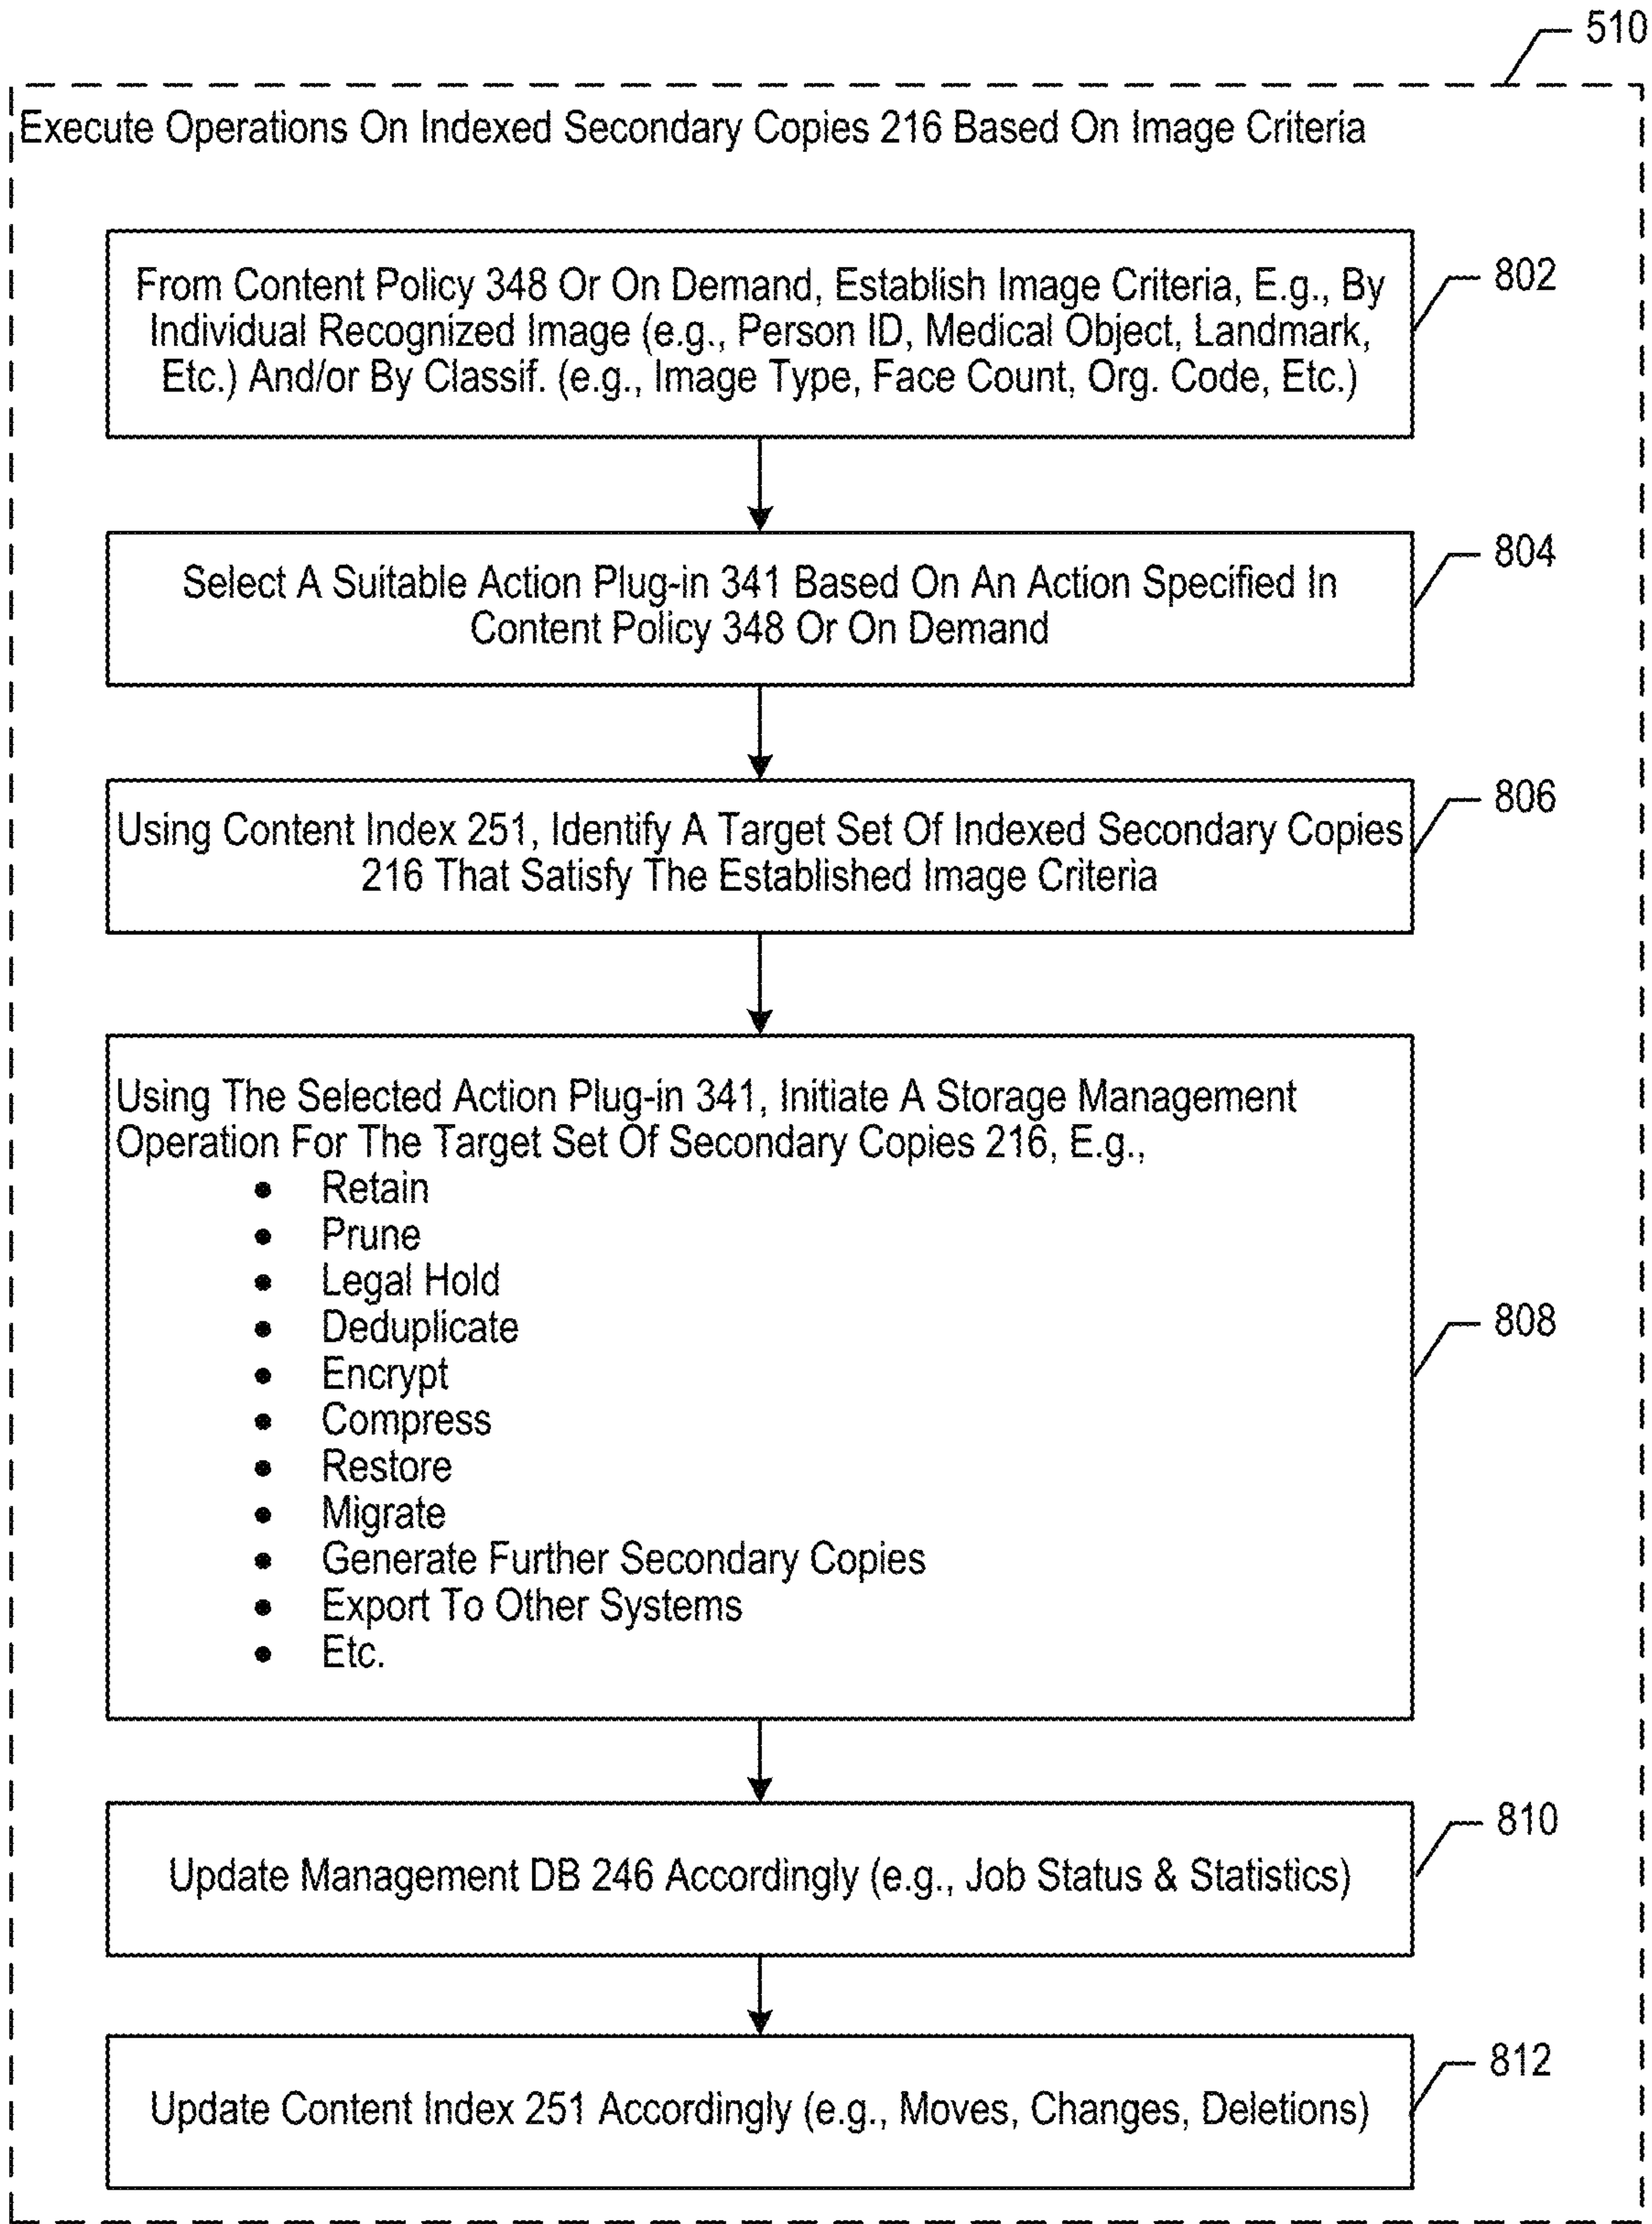 510
Execute Operations On Indexed Secondary Copies 216 Based On Image Criteria
From Content Policy 348 Or On Demand, Establish Image Criteria, E.g., By
Individual Recognized Image (e.g., Person ID, Medical Object, Landmark,
Etc.) And/or By Classif. (e.g., Image Type, Face Count, Org. Code, Etc.)
802
Select A Suitable Action Plug-in 341 Based On An Action Specified In
Content Policy 348 Or On Demand
804
Using Content Index 251, Identify A Target Set Of Indexed Secondary Copies
216 That Satisfy The Established Image Criteria
806
Using The Selected Action Plug-in 341, Initiate A Storage Management
Operation For The Target Set Of Secondary Copies 216, E.g.,
• Retain
• Prune
• Legal Hold
• Deduplicate
• Encrypt
• Compress
• Restore
• Migrate
• Generate Further Secondary Copies
• Export To Other Systems
• Etc.
808
Update Management DB 246 Accordingly (e.g., Job Status & Statistics)
810
Update Content Index 251 Accordingly (e.g., Moves, Changes, Deletions)
812